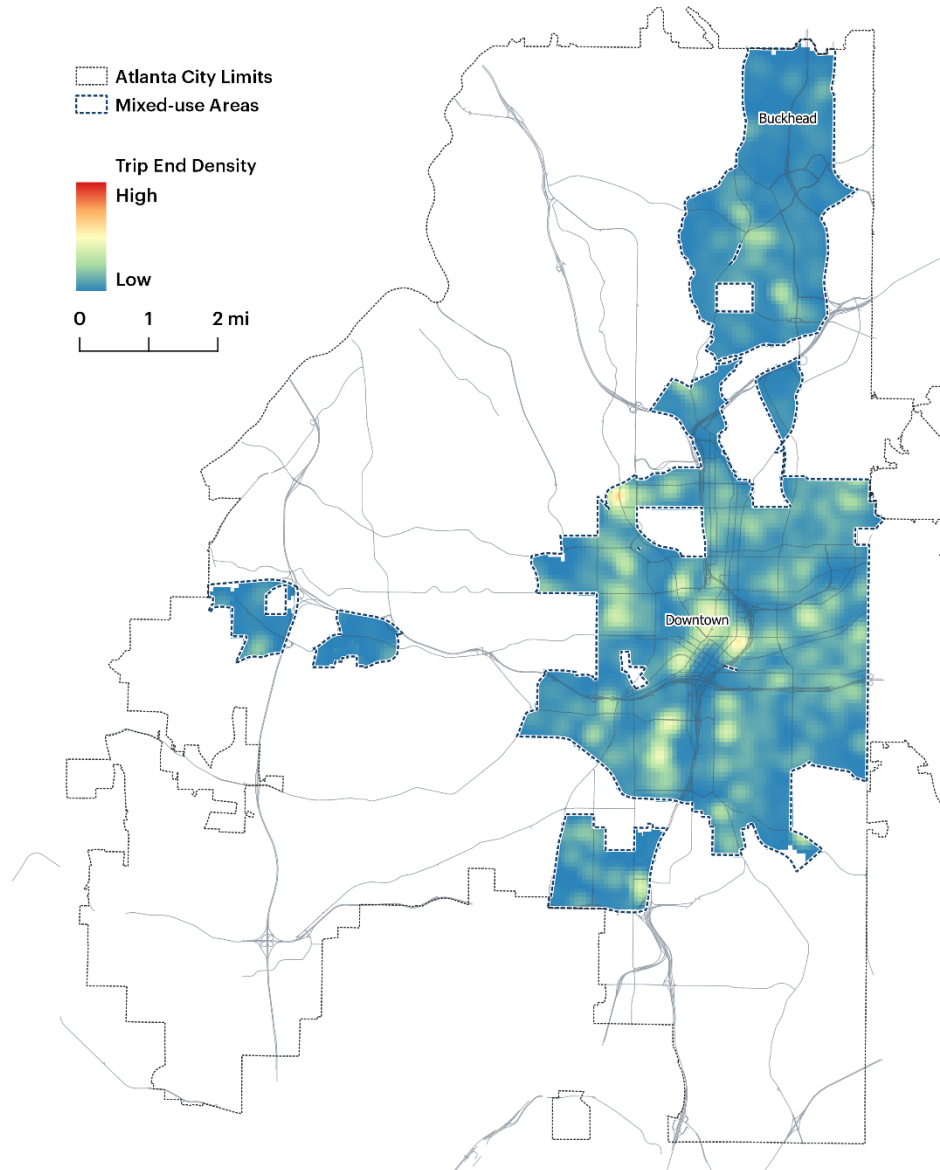 Atlanta City Limits
Mixed-use Areas
Trip End Density
High
Low
0 1 2 mi
Buckhead
Downtown